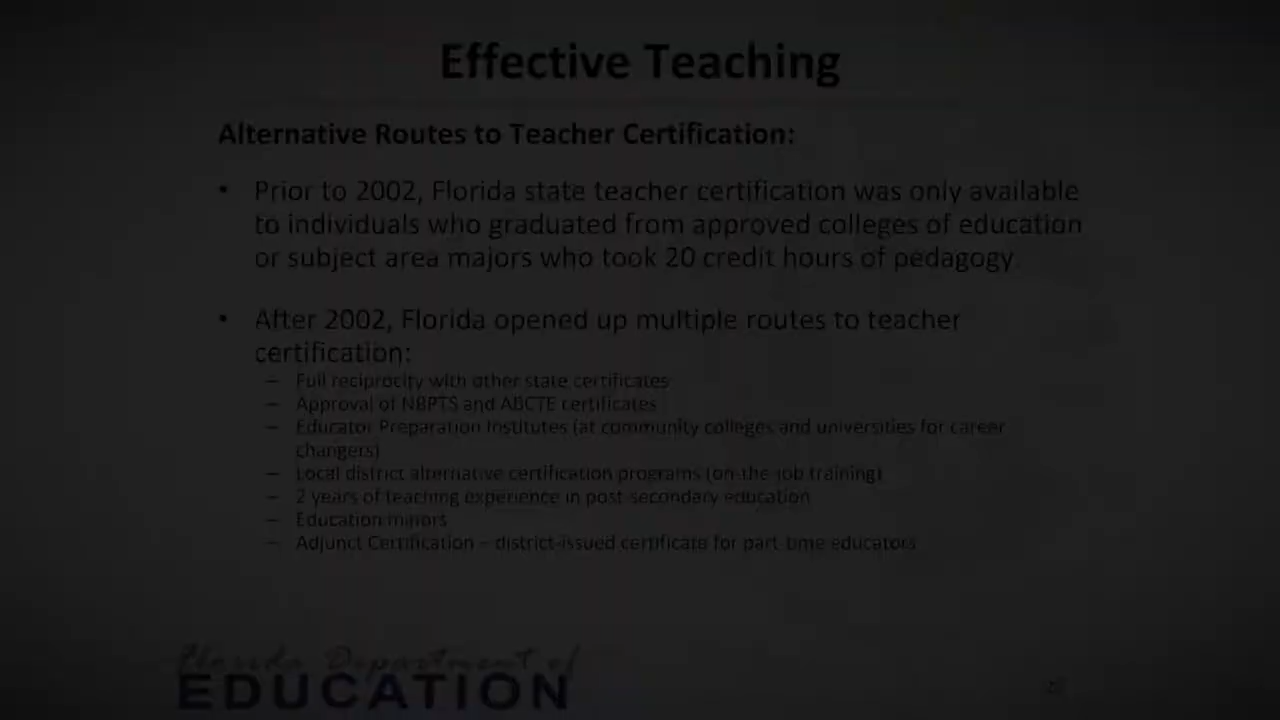 Effective Teaching
Alternative Routes to Teacher Certification:
• Prior to 2002, Florida state teacher certification was only available
to individuals who graduated from approved colleges of education
or subject area majors who took 20 credit hours of pedagogy
• After 2002, Florida opened up multiple routes to teacher
certification:
– Full reciprocity with other state certificates
– Approval of NBPTS and ABCTE certificates
– Educator Preparation Institutes (at community colleges and universities for career
changers)
– Local district alternative certification programs (on-the-job training)
– 2 years of teaching experience in post-secondary education
– Education minors
– Adjunct Certification – district-issued certificate for part-time educators
Florida Department of
EDUCATION